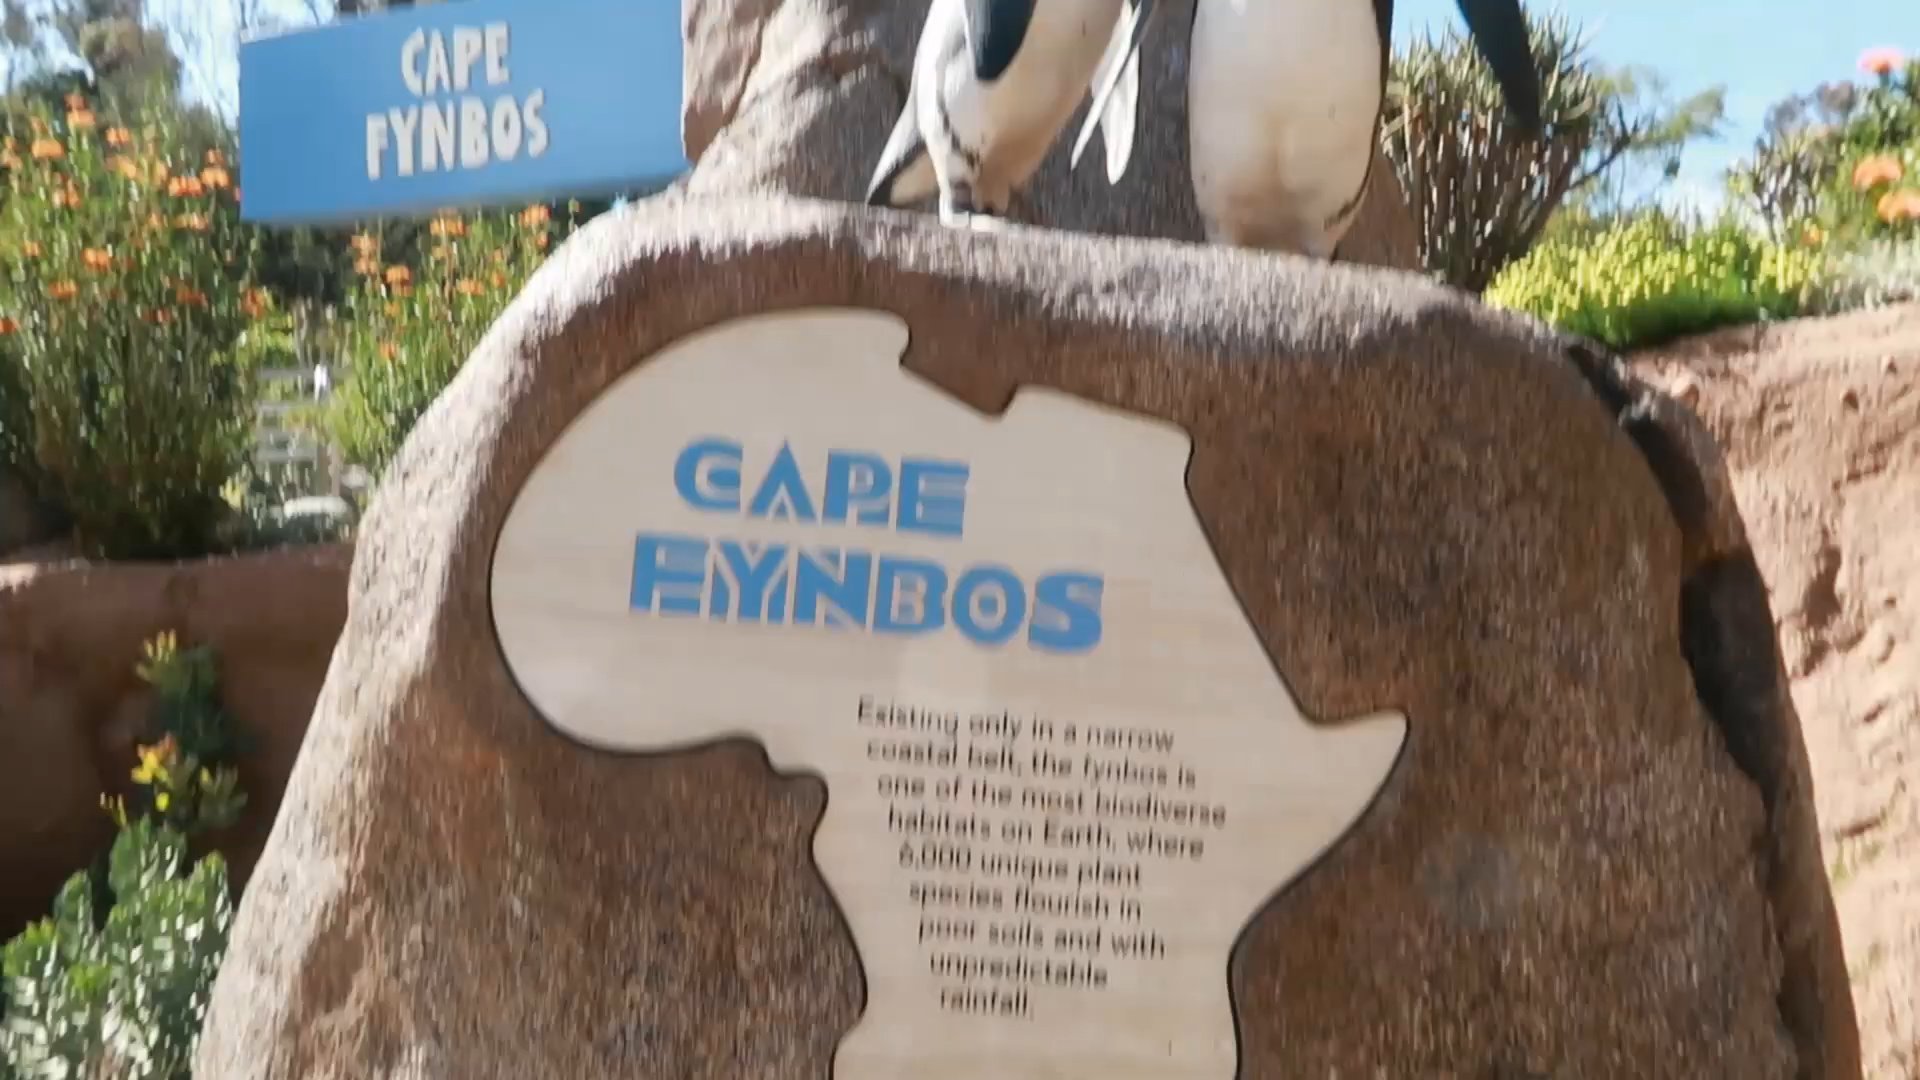 CAPE
FYNBOS
CAPE
FYNBOS
Existing only in a narrow
coastal belt, the fynbos is
one of the most biodiverse
habitats on Earth, where
6,000 unique plant
species flourish in
poor soils and with
unpredictable
rainfall.